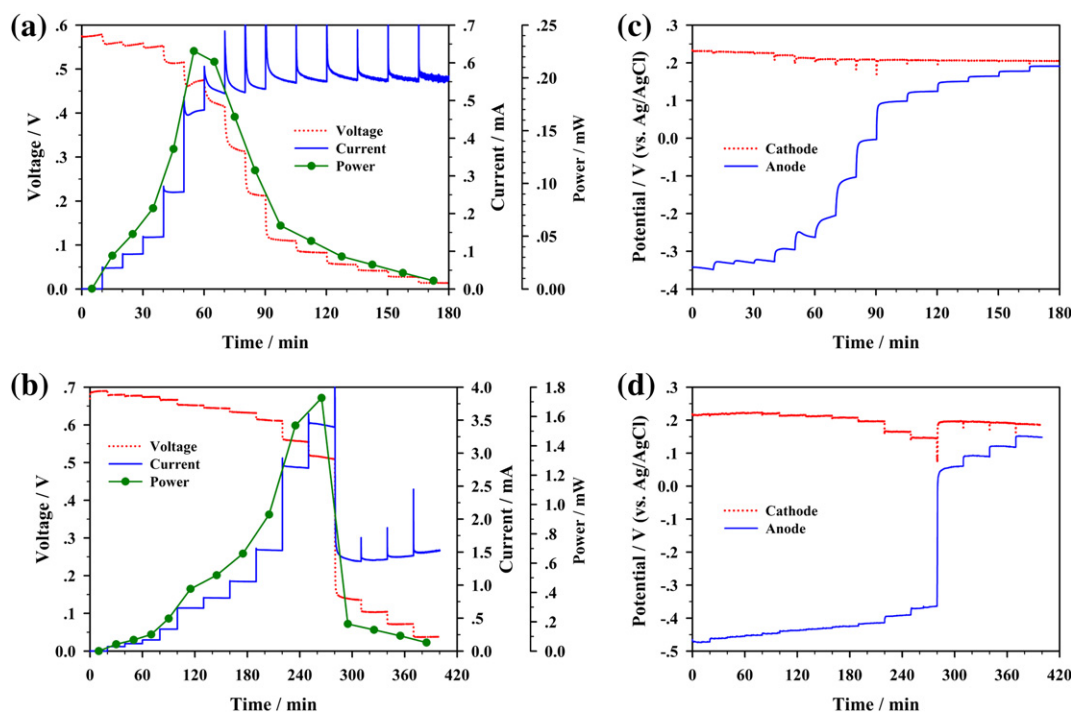 (a)
.6
.5
.4
.3
.2
.1
0.0
Voltage / V
Voltage
Current
Power
0 30 60 90 120 150 180
Time / min
.7
.6
.5
.4
.3
.2
.1
0.0
Current / mA
.25
.20
.15
.10
.05
0.00
Power / mW
(c)
.3
.2
.1
0.0
-.1
-.2
-.3
-.4
Potential / V (vs. Ag/AgCl)
Cathode
Anode
0 30 60 90 120 150 180
Time / min
(b)
.7
.6
.5
.4
.3
.2
.1
0.0
Voltage / V
Voltage
Current
Power
0 60 120 180 240 300 360 420
Time / min
4.0
3.5
3.0
2.5
2.0
1.5
1.0
.5
0.0
Current / mA
1.8
1.6
1.4
1.2
1.0
.8
.6
.4
.2
0.0
Power / mW
(d)
.3
.2
.1
0.0
-.1
-.2
-.3
-.4
-.5
Potential / V (vs. Ag/AgCl)
Cathode
Anode
0 60 120 180 240 300 360 420
Time / min